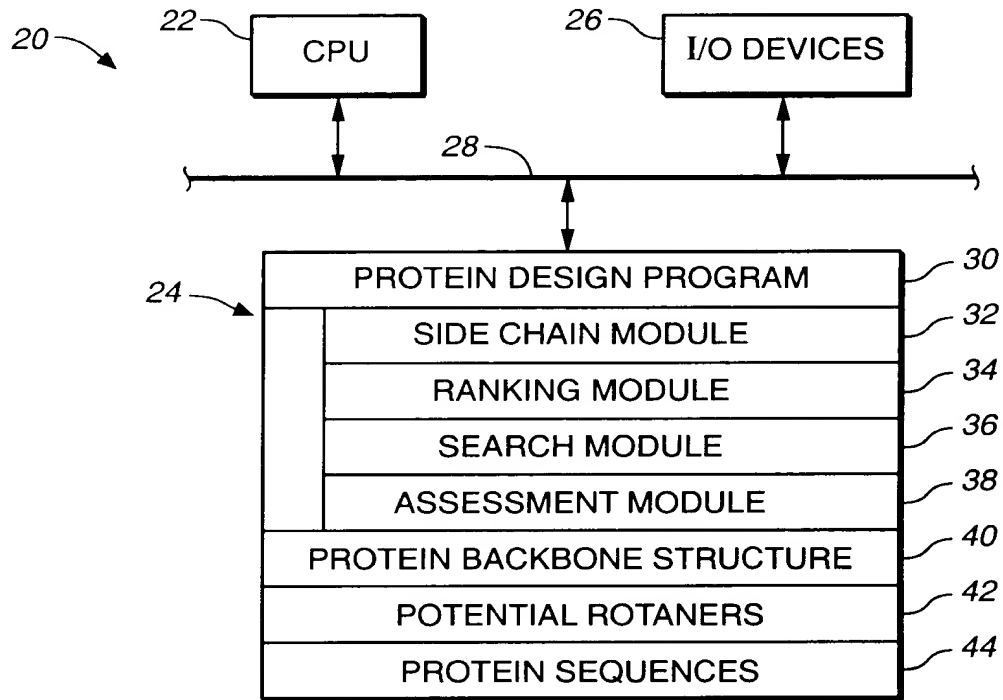 20
22
CPU
26
I/O DEVICES
28
24
PROTEIN DESIGN PROGRAM
30
SIDE CHAIN MODULE
32
RANKING MODULE
34
SEARCH MODULE
36
ASSESSMENT MODULE
38
PROTEIN BACKBONE STRUCTURE
40
POTENTIAL ROTANERS
42
PROTEIN SEQUENCES
44